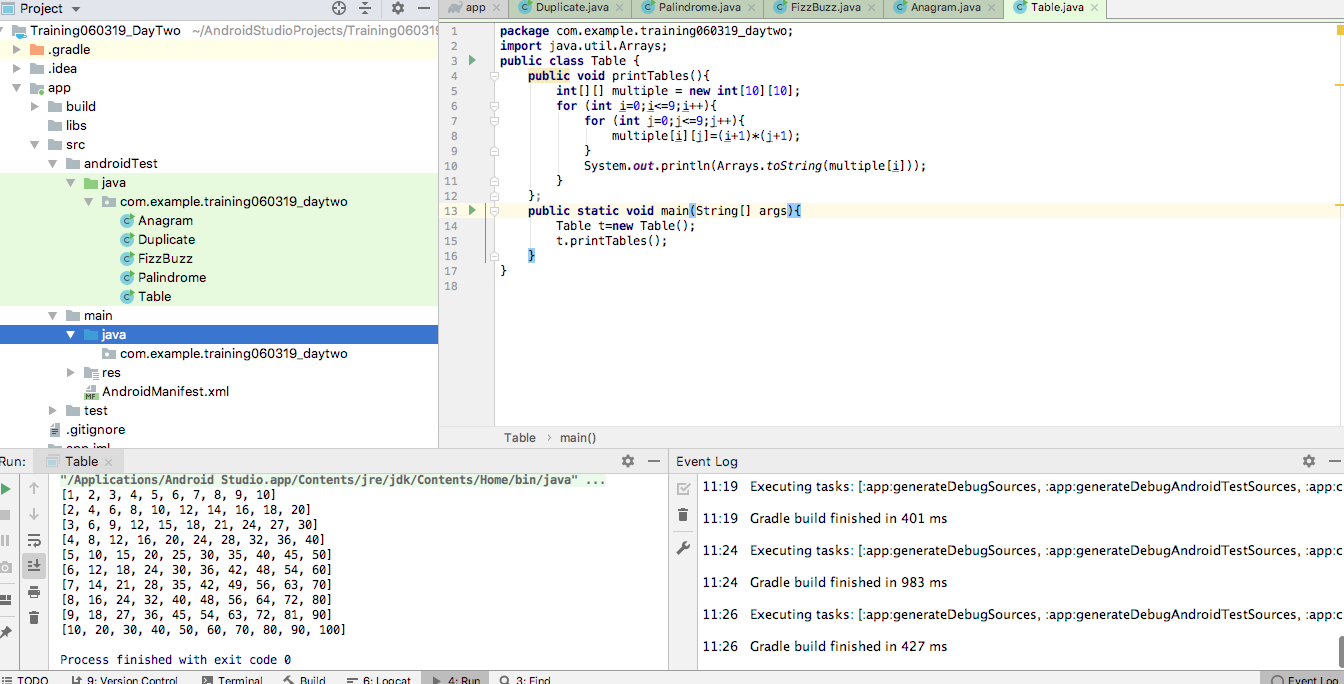 Project
Training060319_DayTwo ~/AndroidStudioProjects/Training060319
.gradle
.idea
app
build
libs
src
androidTest
java
com.example.training060319_daytwo
Anagram
Duplicate
FizzBuzz
Palindrome
Table
main
java
com.example.training060319_daytwo
res
AndroidManifest.xml
test
.gitignore
app.iml
app Duplicate.java Palindrome.java FizzBuzz.java Anagram.java Table.java
1 package com.example.training060319_daytwo;
2 import java.util.Arrays;
3 public class Table {
4 public void printTables(){
5 int[][] multiple = new int[10][10];
6 for (int i=0;i<=9;i++){
7 for (int j=0;j<=9;j++){
8 multiple[i][j]=(i+1)*(j+1);
9 }
10 System.out.println(Arrays.toString(multiple[i]));
11 }
12 };
13 public static void main(String[] args){
14 Table t=new Table();
15 t.printTables();
16 }
17 }
18
Table › main()
Run: Table
"/Applications/Android Studio.app/Contents/jre/jdk/Contents/Home/bin/java" ...
[1, 2, 3, 4, 5, 6, 7, 8, 9, 10]
[2, 4, 6, 8, 10, 12, 14, 16, 18, 20]
[3, 6, 9, 12, 15, 18, 21, 24, 27, 30]
[4, 8, 12, 16, 20, 24, 28, 32, 36, 40]
[5, 10, 15, 20, 25, 30, 35, 40, 45, 50]
[6, 12, 18, 24, 30, 36, 42, 48, 54, 60]
[7, 14, 21, 28, 35, 42, 49, 56, 63, 70]
[8, 16, 24, 32, 40, 48, 56, 64, 72, 80]
[9, 18, 27, 36, 45, 54, 63, 72, 81, 90]
[10, 20, 30, 40, 50, 60, 70, 80, 90, 100]
Process finished with exit code 0
Event Log
11:19 Executing tasks: [:app:generateDebugSources, :app:generateDebugAndroidTestSources, :app:c
11:19 Gradle build finished in 401 ms
11:24 Executing tasks: [:app:generateDebugSources, :app:generateDebugAndroidTestSources, :app:c
11:24 Gradle build finished in 983 ms
11:26 Executing tasks: [:app:generateDebugSources, :app:generateDebugAndroidTestSources, :app:c
11:26 Gradle build finished in 427 ms
TODO 9: Version Control Terminal Build 6: Logcat 4: Run 3: Find Event Log